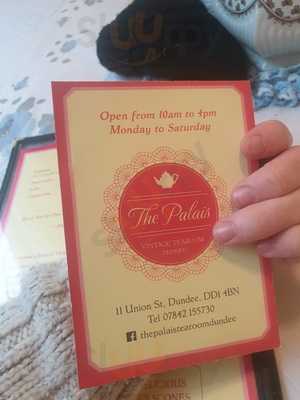 Open from 10am to 4pm
Monday to Saturday
The Palais
VINTAGE TEAROOM
11 Union St, Dundee, DD1 4BN
Tel 07842 155730
thepalaistearoomdundee